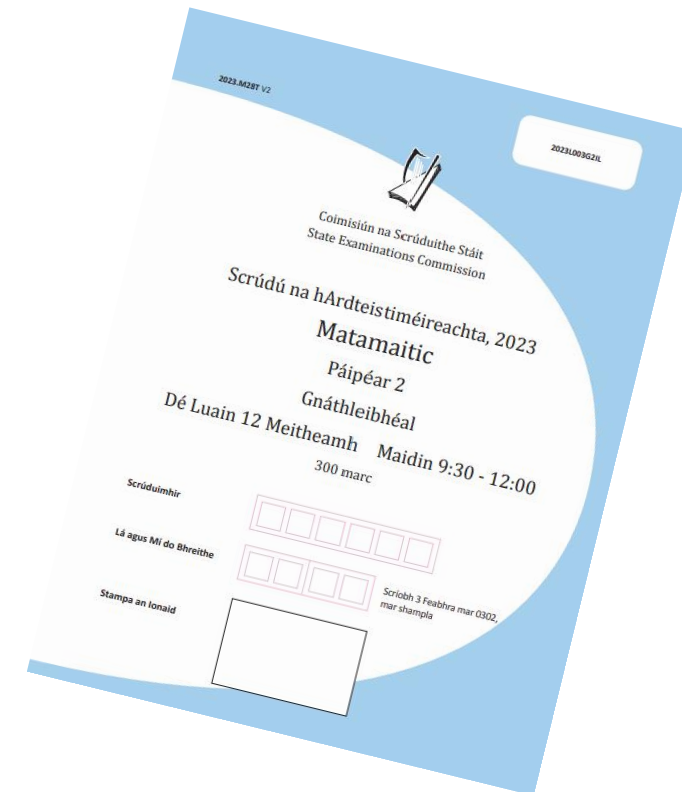 2023.M28T V2
2023L003G2IL
Coimisiún na Scrúduithe Stáit
State Examinations Commission
Scrúdú na hArdteistiméireachta, 2023
Matamaitic
Páipéar 2
Gnáthleibhéal
Dé Luain 12 Meitheamh Maidin 9:30 - 12:00
300 marc
Scrúduimhir
Lá agus Mí do Bhreithe
Scríobh 3 Feabhra mar 0302,
mar shampla
Stampa an Ionaid